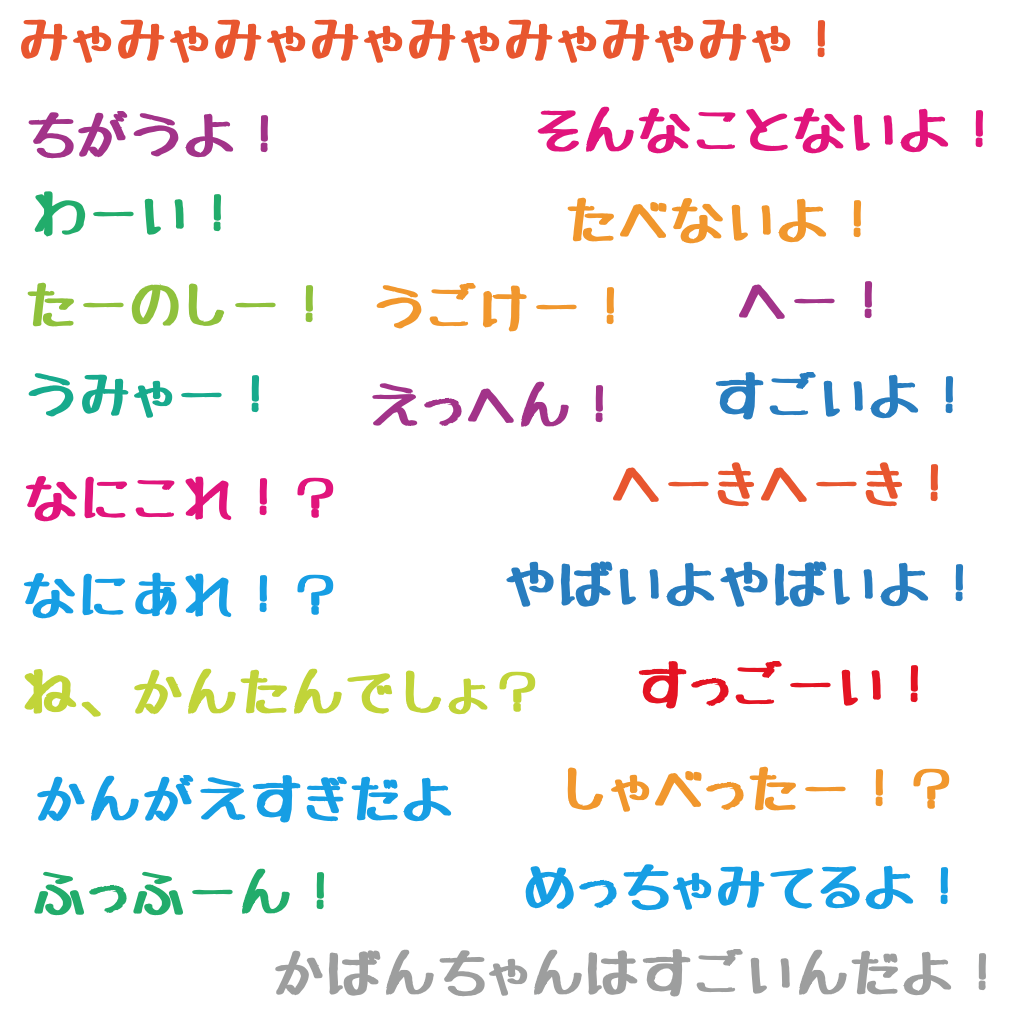 みゃみゃみゃみゃみゃみゃみゃみゃ！
ちがうよ！
そんなことないよ！
わーい！
たべないよ！
たーのしー！
うごけー！
へー！
うみゃー！
えっへん！
すごいよ！
なにこれ！？
へーきへーき！
なにあれ！？
やばいよやばいよ！
ね、かんたんでしょ？
すっごーい！
かんがえすぎだよ
しゃべったー！？
ふっふーん！
めっちゃみてるよ！
かばんちゃんはすごいんだよ！